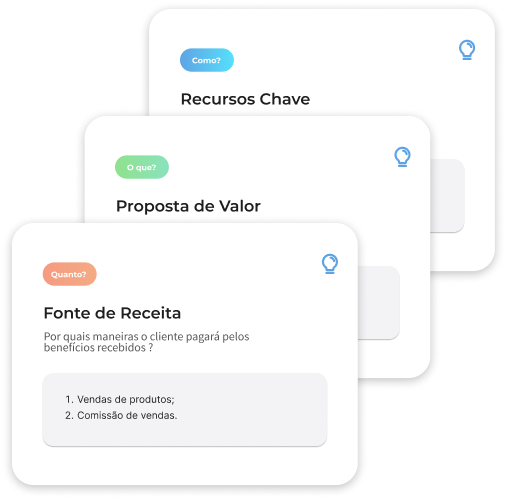 Como?
Recursos Chave
O que?
Proposta de Valor
Quanto?
Fonte de Receita
Por quais maneiras o cliente pagará pelos
benefícios recebidos ?
1. Vendas de produtos;
2. Comissão de vendas.